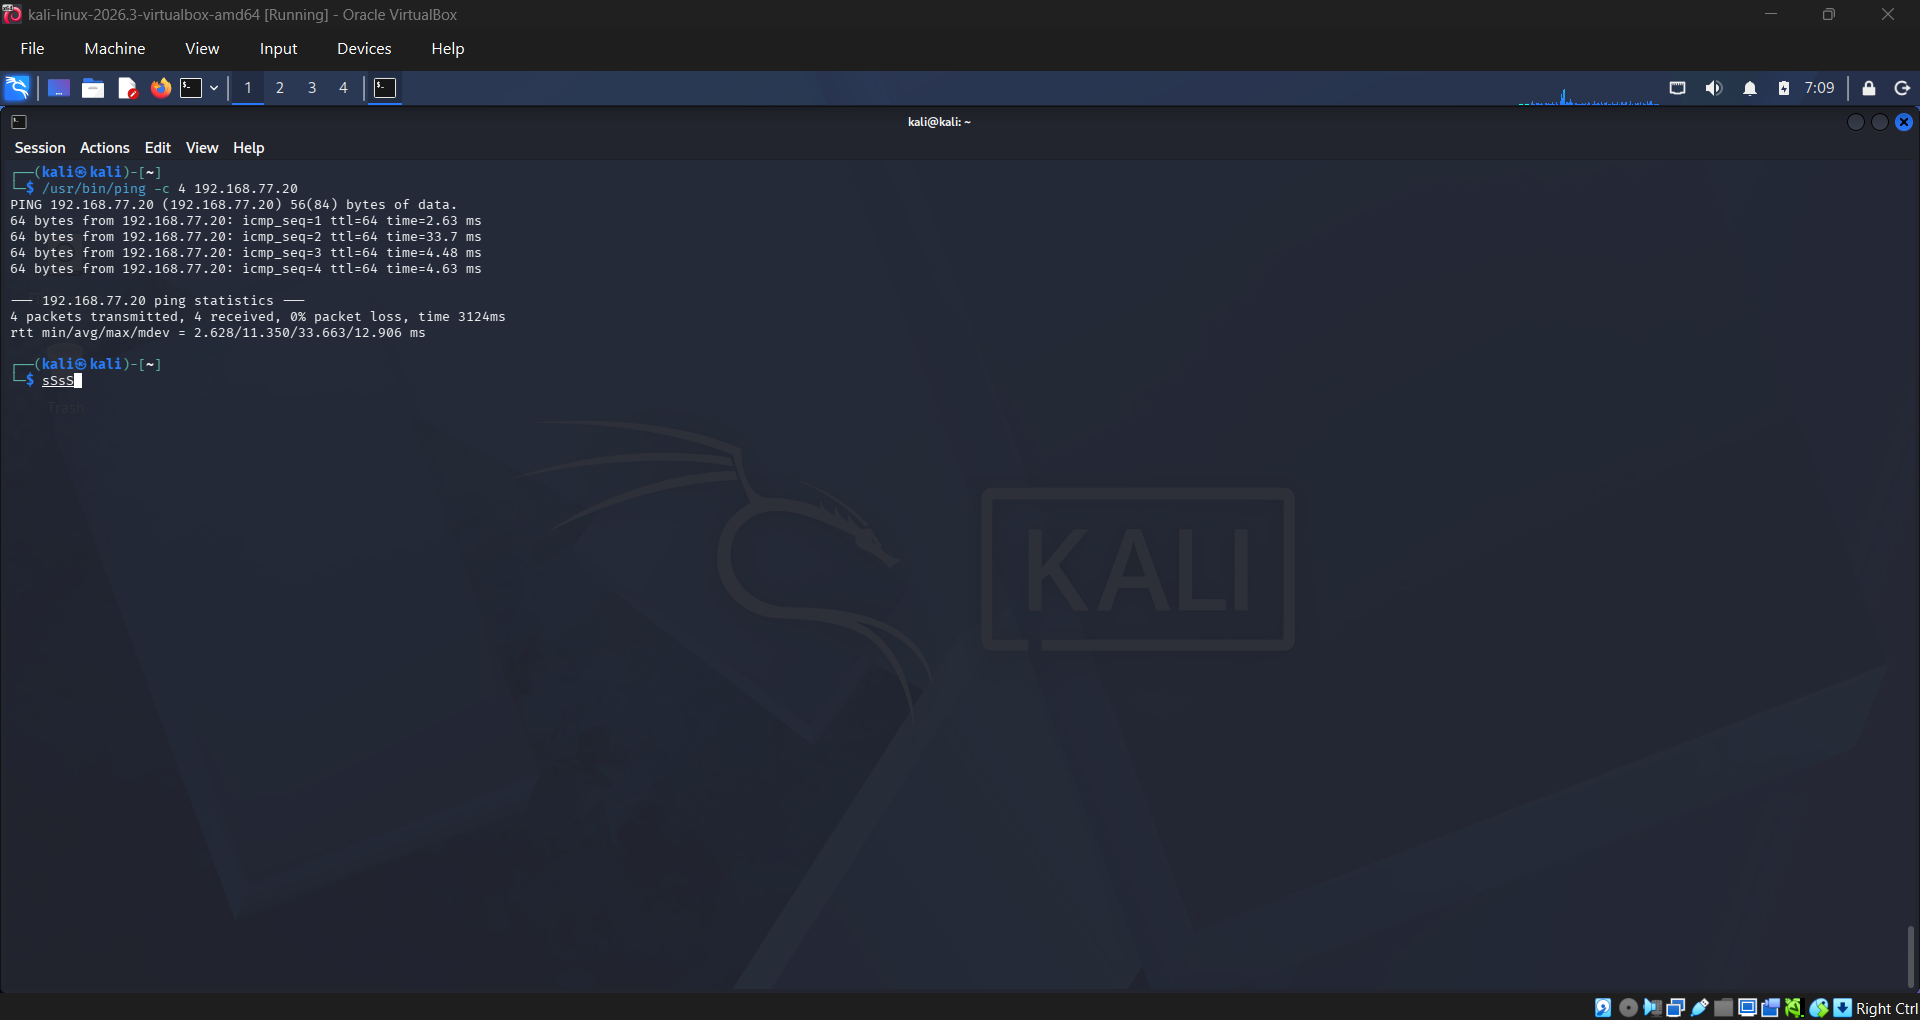 kali-linux-2026.3-virtualbox-amd64 [Running] - Oracle VirtualBox
File Machine View Input Devices Help
1 2 3 4 7:09
kali@kali: ~
Session Actions Edit View Help
┌──(kali㉿kali)-[~]
└─$ /usr/bin/ping -c 4 192.168.77.20
PING 192.168.77.20 (192.168.77.20) 56(84) bytes of data.
64 bytes from 192.168.77.20: icmp_seq=1 ttl=64 time=2.63 ms
64 bytes from 192.168.77.20: icmp_seq=2 ttl=64 time=33.7 ms
64 bytes from 192.168.77.20: icmp_seq=3 ttl=64 time=4.48 ms
64 bytes from 192.168.77.20: icmp_seq=4 ttl=64 time=4.63 ms
--- 192.168.77.20 ping statistics ---
4 packets transmitted, 4 received, 0% packet loss, time 3124ms
rtt min/avg/max/mdev = 2.628/11.350/33.663/12.906 ms
┌──(kali㉿kali)-[~]
└─$ sSsS
Trash
KALI
Right Ctrl